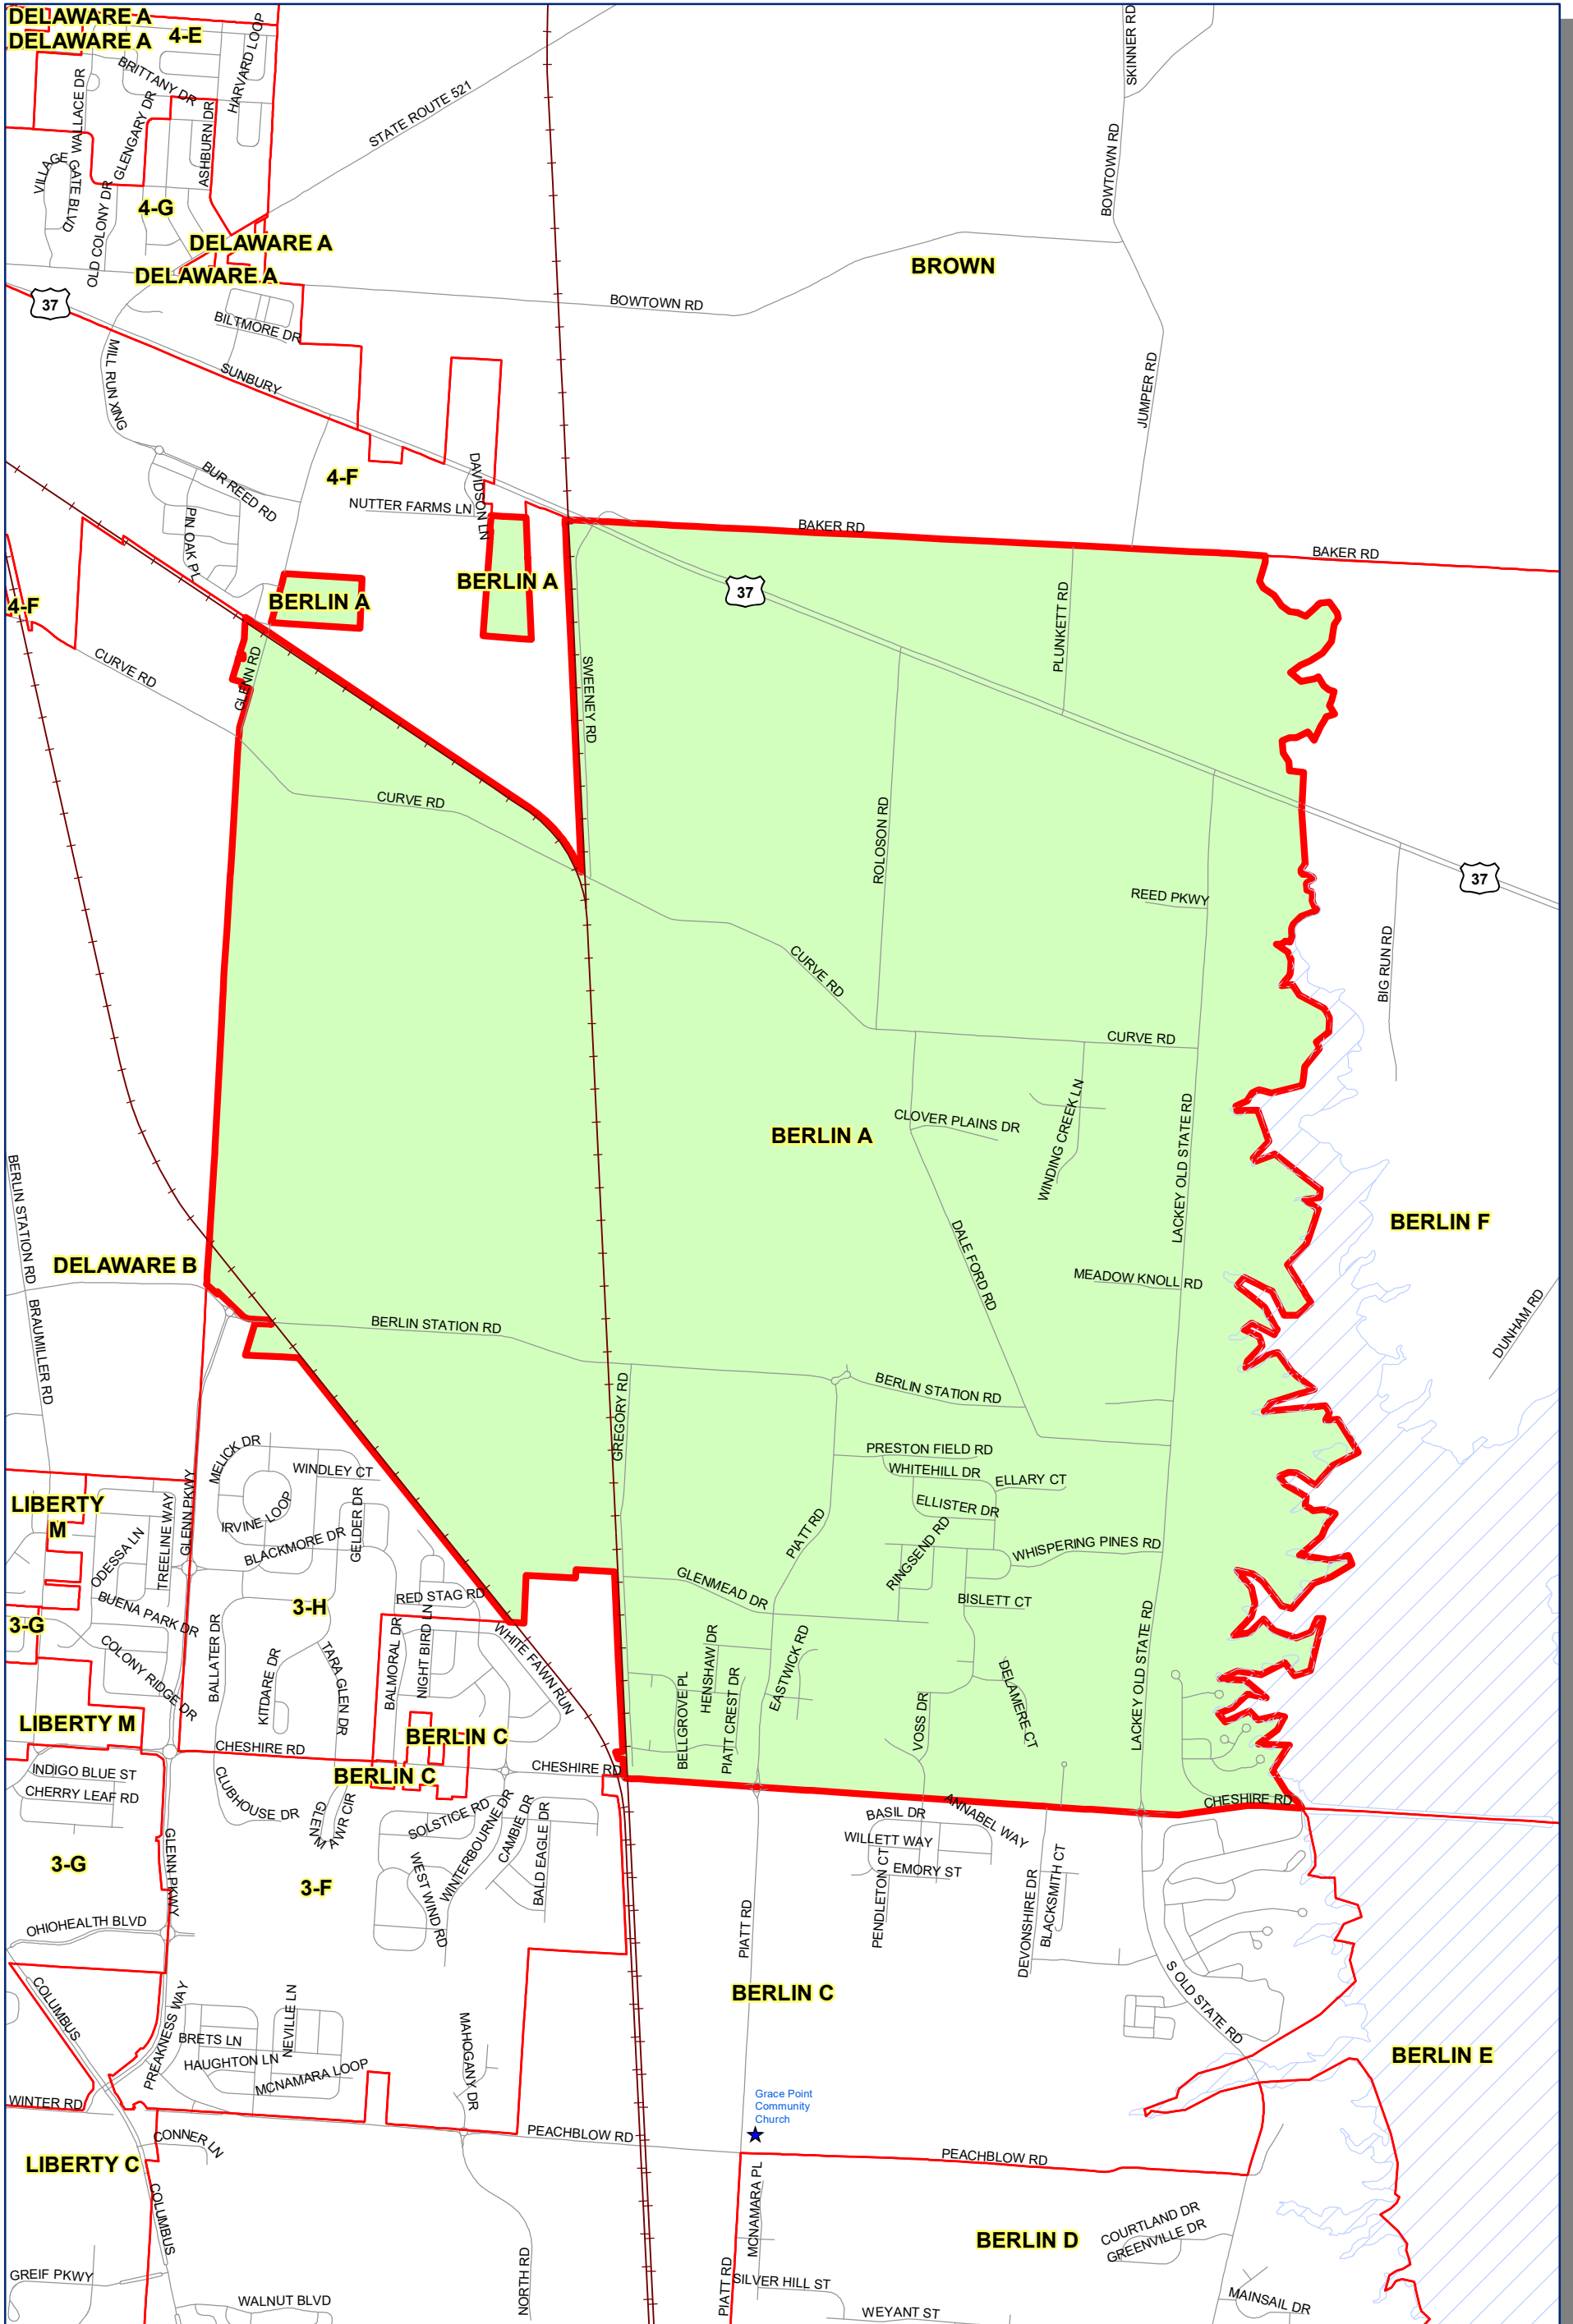 DELAWARE A
DELAWARE A
4-E
BRITTANY DR
HARVARD LOOP
WALLACE DR
GLENGARY DR
ASHBURN DR
VILLAGE GATE BLVD
OLD COLONY DR
4-G
STATE ROUTE 521
SKINNER RD
BOWTOWN RD
DELAWARE A
DELAWARE A
BROWN
37
BOWTOWN RD
BILTMORE DR
MILL RUN XING
SUNBURY
JUMPER RD
BUR REED RD
4-F
DAVIDSON LN
NUTTER FARMS LN
PIN OAK PL
BAKER RD
BAKER RD
BERLIN A
BERLIN A
37
4-F
PLUNKETT RD
CURVE RD
GLENN RD
SWEENEY RD
CURVE RD
ROLOSON RD
37
REED PKWY
CURVE RD
BIG RUN RD
CURVE RD
CLOVER PLAINS DR
WINDING CREEK LN
BERLIN A
LACKEY OLD STATE RD
BERLIN STATION RD
BERLIN F
DELAWARE B
DALE FORD RD
MEADOW KNOLL RD
BRAUMILLER RD
BERLIN STATION RD
DUNHAM RD
BERLIN STATION RD
GREGORY RD
MELICK DR
WINDLEY CT
PRESTON FIELD RD
WHITEHILL DR
ELLARY CT
LIBERTY
M
GLENN PKWY
TREELINE WAY
ODESSA LN
IRVINE LOOP
GELDER DR
BLACKMORE DR
ELLISTER DR
PIATT RD
RINGSEND RD
WHISPERING PINES RD
GLENMEAD DR
BISLETT CT
3-G
BUENA PARK DR
3-H
RED STAG RD
COLONY RIDGE DR
BALLATER DR
KITDARE DR
TARA GLEN DR
BALMORAL DR
NIGHT BIRD LN
WHITE FAWN RUN
BELLGROVE PL
HENSHAW DR
PIATT CREST DR
EASTWICK RD
VOSS DR
DELAMERE CT
LACKEY OLD STATE RD
LIBERTY M
BERLIN C
CHESHIRE RD
BERLIN C
CHESHIRE RD
INDIGO BLUE ST
CHERRY LEAF RD
CLUBHOUSE DR
GLEN MAWR CIR
SOLSTICE RD
WINTERBOURNE DR
CAMBIE DR
BALD EAGLE DR
WEST WIND RD
CHESHIRE RD
BASIL DR
ANNABEL WAY
WILLETT WAY
EMORY ST
PENDLETON CT
DEVONSHIRE DR
BLACKSMITH CT
3-G
GLENN PKWY
3-F
OHIOHEALTH BLVD
PIATT RD
S OLD STATE RD
COLUMBUS
PREAKNESS WAY
NEVILLE LN
BRETS LN
HAUGHTON LN
MCNAMARA LOOP
MAHOGANY DR
BERLIN C
BERLIN E
WINTER RD
Grace Point
Community
Church
PEACHBLOW RD
PEACHBLOW RD
CONNER LN
LIBERTY C
COLUMBUS
MCNAMARA PL
BERLIN D
COURTLAND DR
GREENVILLE DR
GREIF PKWY
NORTH RD
PIATT RD
SILVER HILL ST
MAINSAIL DR
WALNUT BLVD
WEYANT ST